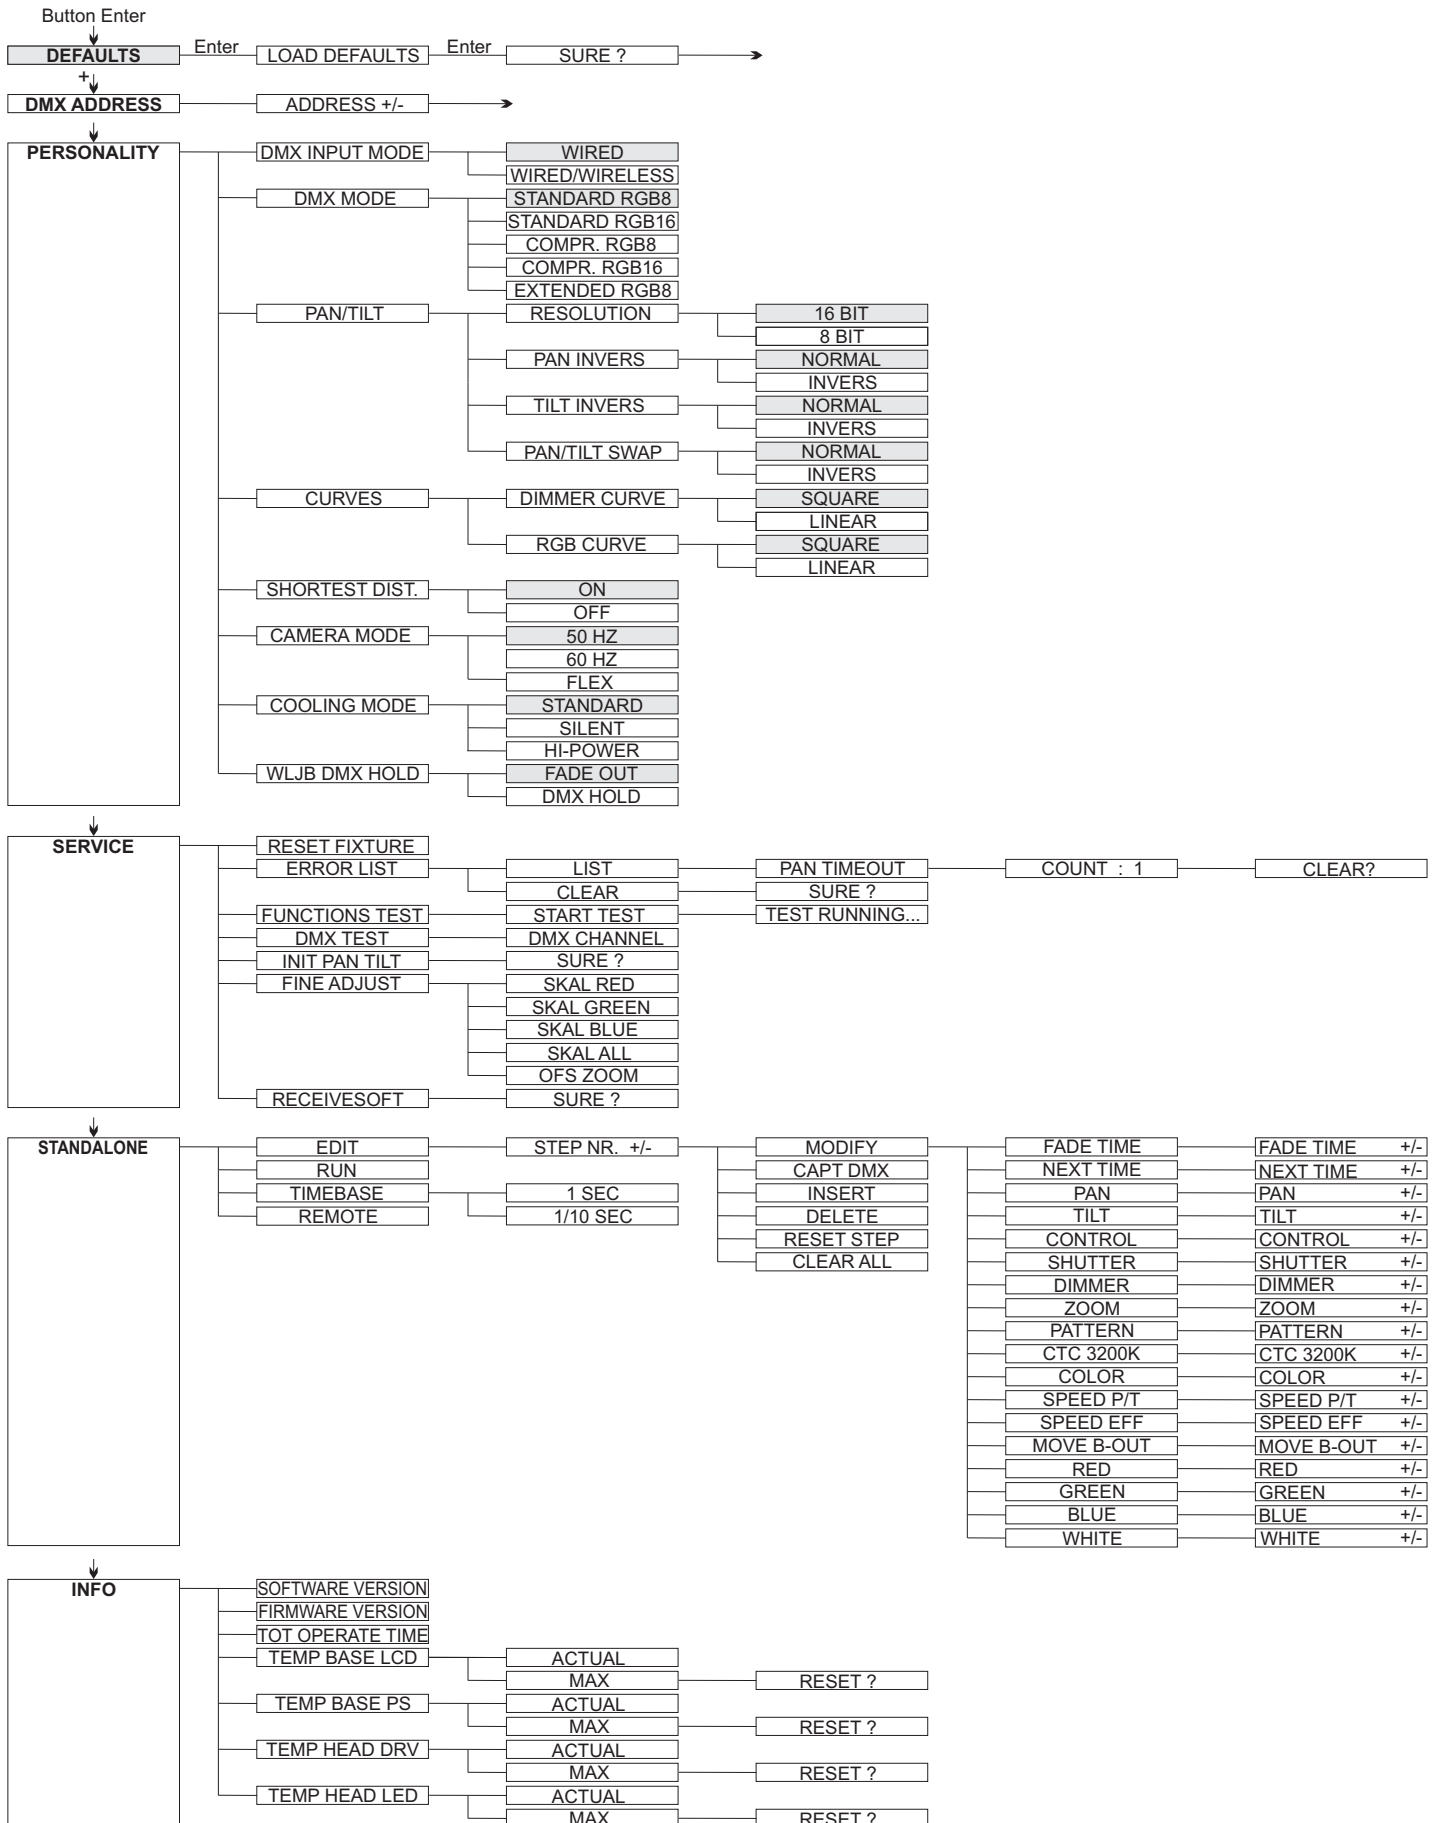 Button Enter
DEFAULTS Enter LOAD DEFAULTS Enter SURE ?
+
DMX ADDRESS ADDRESS +/-
PERSONALITY DMX INPUT MODE WIRED
WIRED/WIRELESS
DMX MODE STANDARD RGB8
STANDARD RGB16
COMPR. RGB8
COMPR. RGB16
EXTENDED RGB8
PAN/TILT RESOLUTION 16 BIT
8 BIT
PAN INVERS NORMAL
INVERS
TILT INVERS NORMAL
INVERS
PAN/TILT SWAP NORMAL
INVERS
CURVES DIMMER CURVE SQUARE
LINEAR
RGB CURVE SQUARE
LINEAR
SHORTEST DIST. ON
OFF
CAMERA MODE 50 HZ
60 HZ
FLEX
COOLING MODE STANDARD
SILENT
HI-POWER
WLJB DMX HOLD FADE OUT
DMX HOLD
SERVICE RESET FIXTURE
ERROR LIST LIST PAN TIMEOUT COUNT : 1 CLEAR?
CLEAR SURE ?
FUNCTIONS TEST START TEST TEST RUNNING...
DMX TEST DMX CHANNEL
INIT PAN TILT SURE ?
FINE ADJUST SKAL RED
SKAL GREEN
SKAL BLUE
SKAL ALL
OFS ZOOM
RECEIVESOFT SURE ?
STANDALONE EDIT STEP NR. +/- MODIFY FADE TIME FADE TIME +/-
RUN CAPT DMX NEXT TIME NEXT TIME +/-
TIMEBASE 1 SEC INSERT PAN PAN +/-
REMOTE 1/10 SEC DELETE TILT TILT +/-
RESET STEP CONTROL CONTROL +/-
CLEAR ALL SHUTTER SHUTTER +/-
DIMMER DIMMER +/-
ZOOM ZOOM +/-
PATTERN PATTERN +/-
CTC 3200K CTC 3200K +/-
COLOR COLOR +/-
SPEED P/T SPEED P/T +/-
SPEED EFF SPEED EFF +/-
MOVE B-OUT MOVE B-OUT +/-
RED RED +/-
GREEN GREEN +/-
BLUE BLUE +/-
WHITE WHITE +/-
INFO SOFTWARE VERSION
FIRMWARE VERSION
TOT OPERATE TIME
TEMP BASE LCD ACTUAL
MAX RESET ?
TEMP BASE PS ACTUAL
MAX RESET ?
TEMP HEAD DRV ACTUAL
MAX RESET ?
TEMP HEAD LED ACTUAL
MAX RESET ?